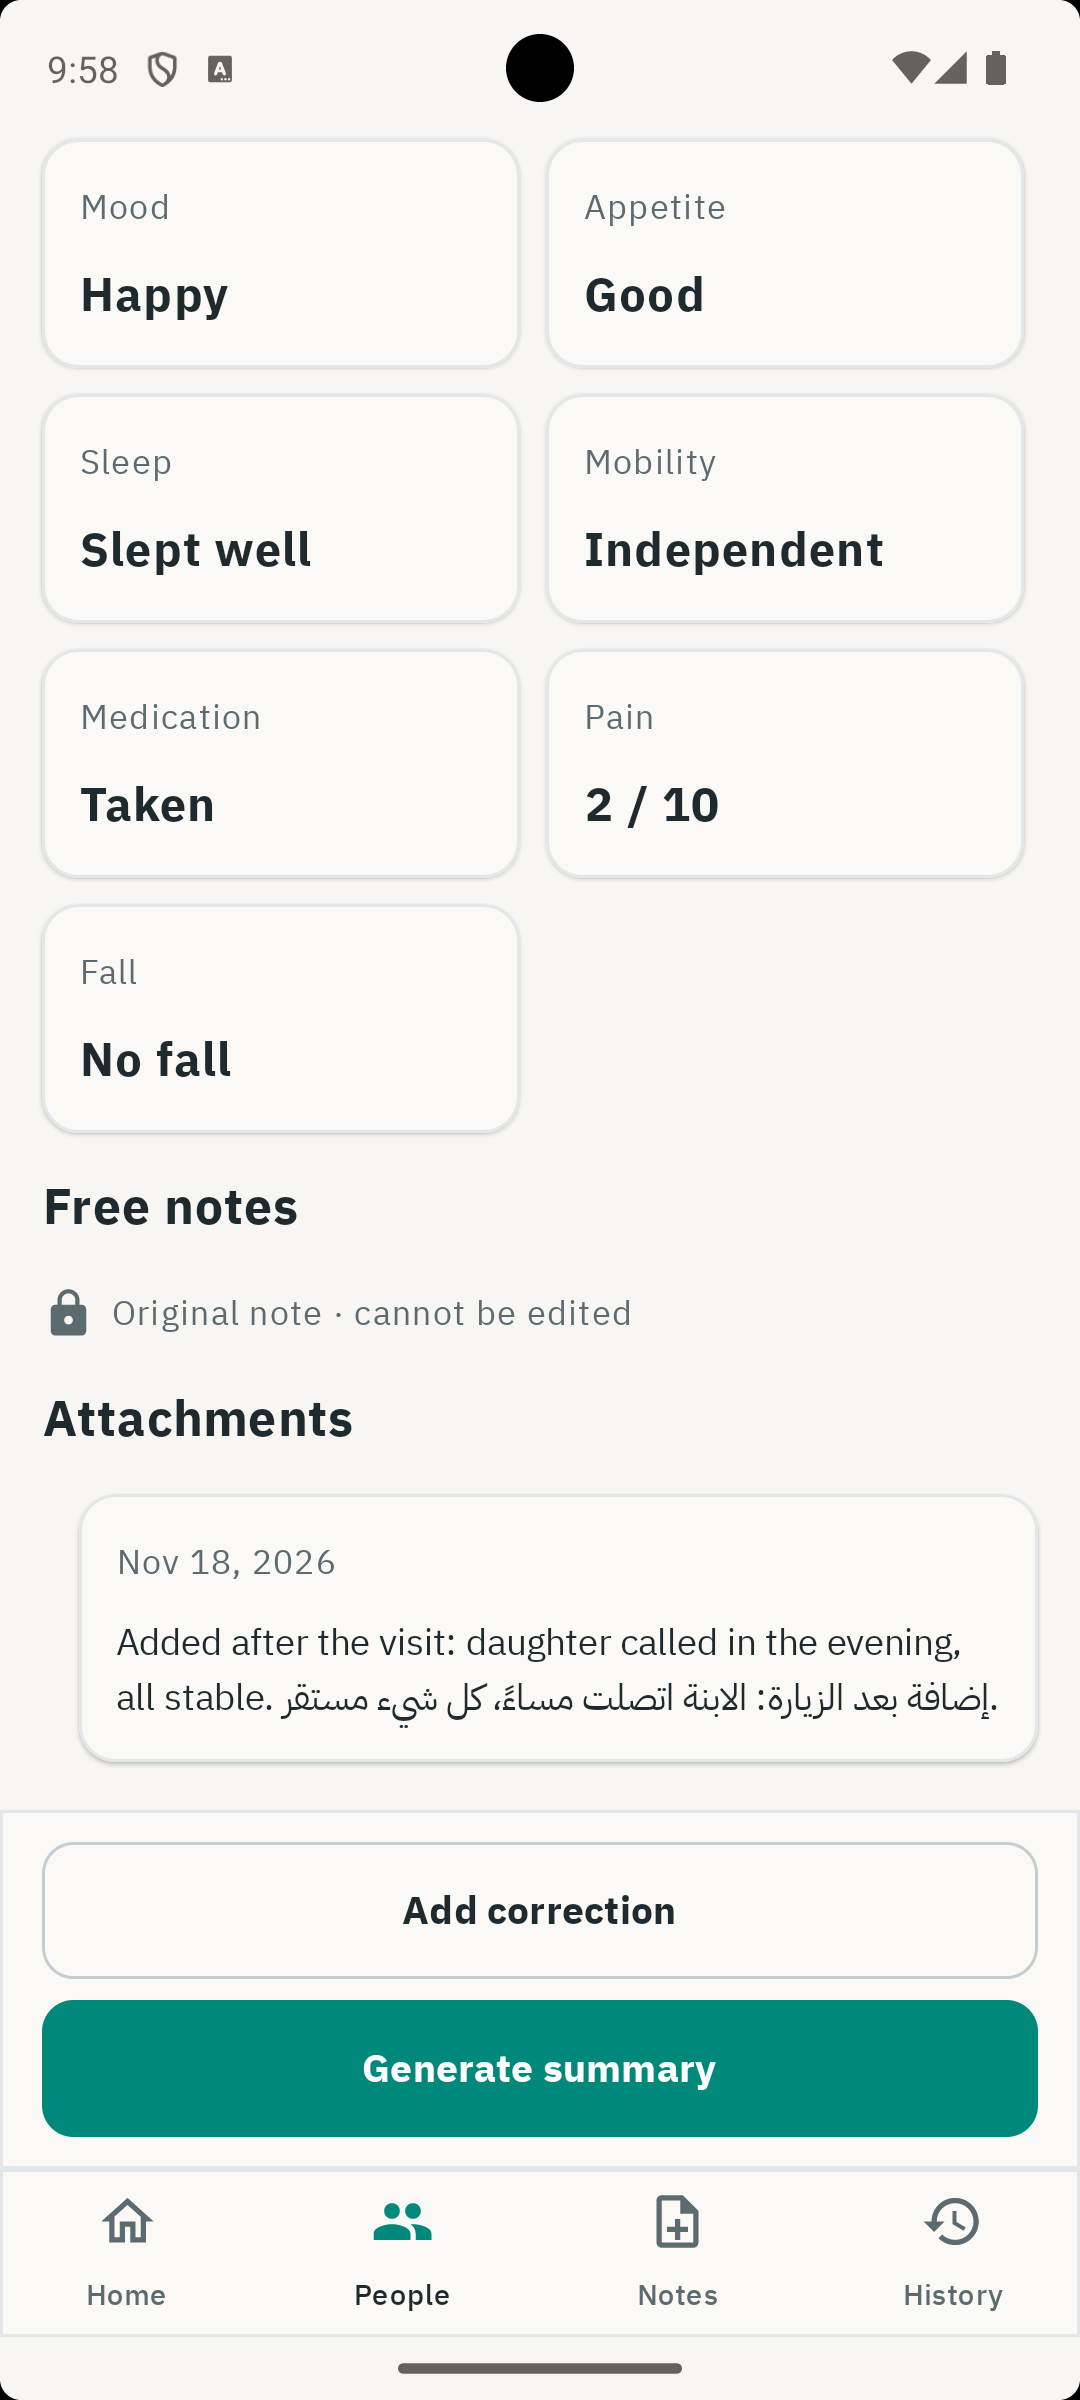 9:58
Mood
Happy
Appetite
Good
Sleep
Slept well
Mobility
Independent
Medication
Taken
Pain
2 / 10
Fall
No fall
Free notes
Original note · cannot be edited
Attachments
Nov 18, 2026
Added after the visit: daughter called in the evening,
all stable. إضافة بعد الزيارة: الابنة اتصلت مساءً، كل شيء مستقر.
Add correction
Generate summary
Home
People
Notes
History